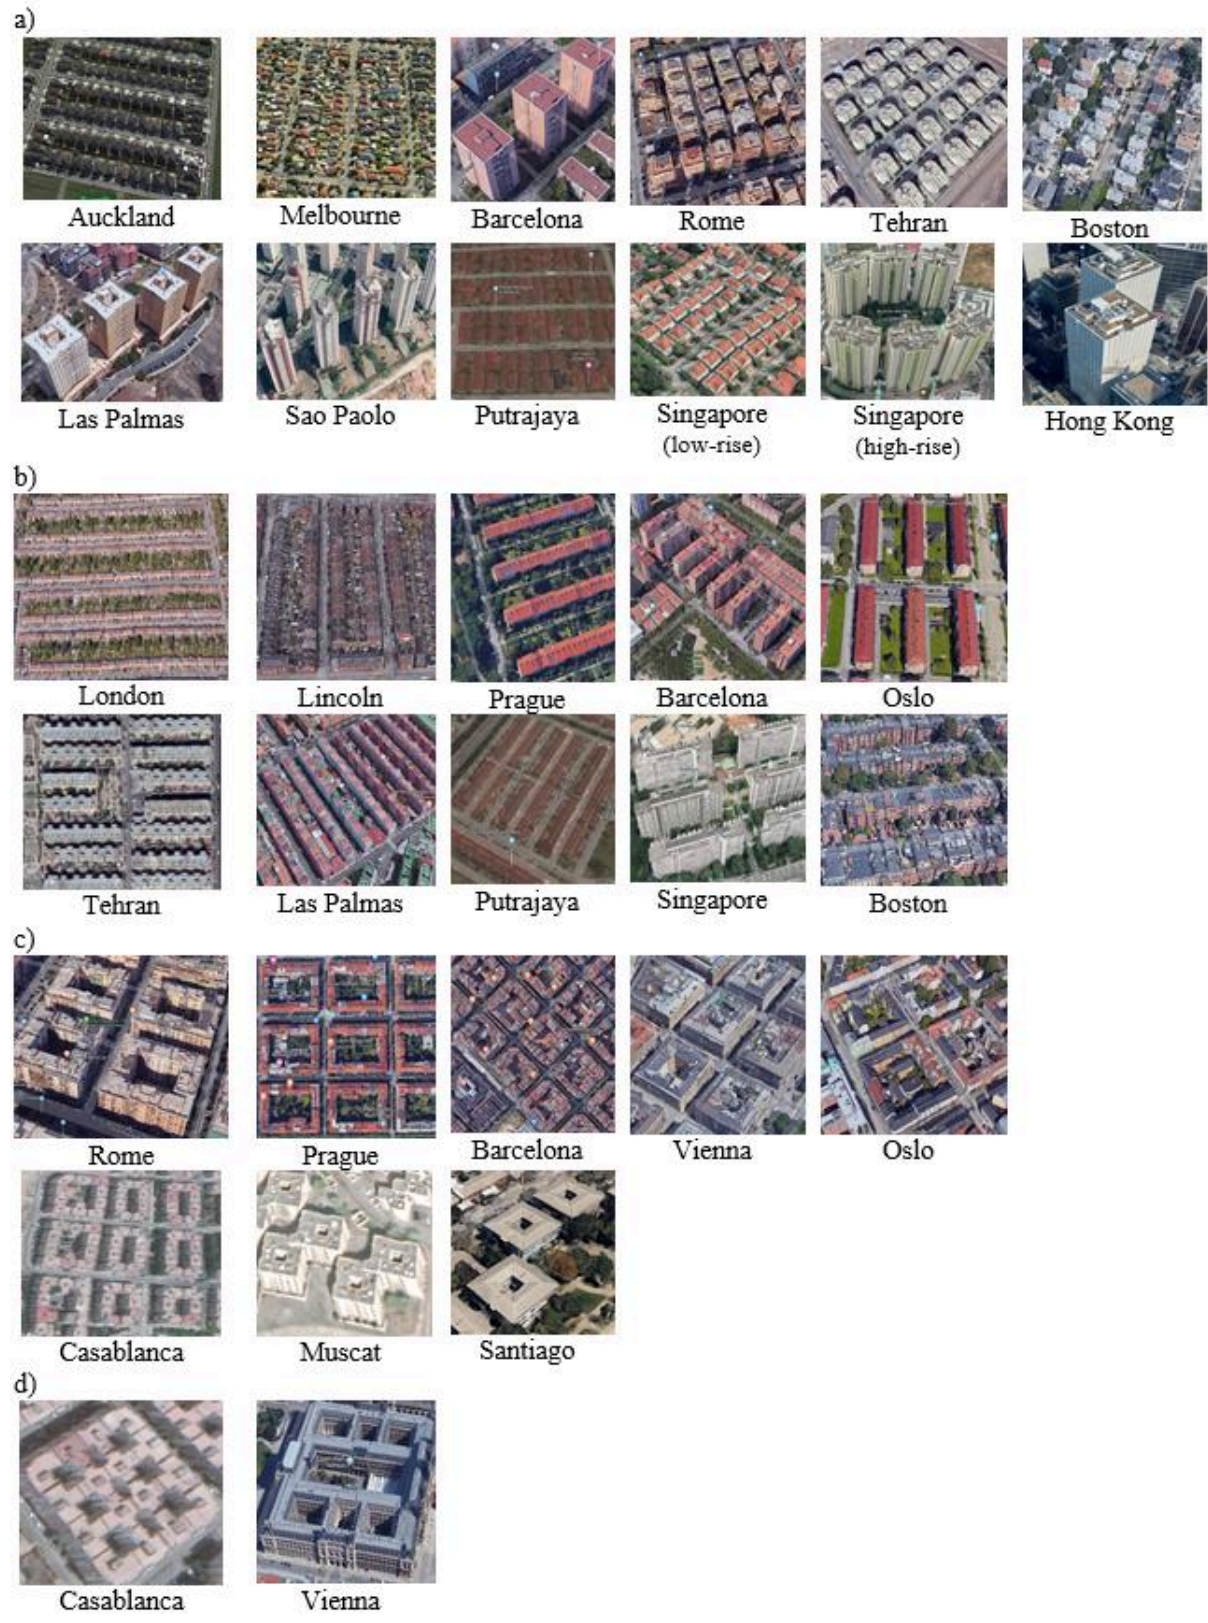 a)
Auckland
Melbourne
Barcelona
Rome
Tehran
Boston
Las Palmas
Sao Paolo
Putrajaya
Singapore
(low-rise)
Singapore
(high-rise)
Hong Kong
b)
London
Lincoln
Prague
Barcelona
Oslo
Tehran
Las Palmas
Putrajaya
Singapore
Boston
c)
Rome
Prague
Barcelona
Vienna
Oslo
Casablanca
Muscat
Santiago
d)
Casablanca
Vienna